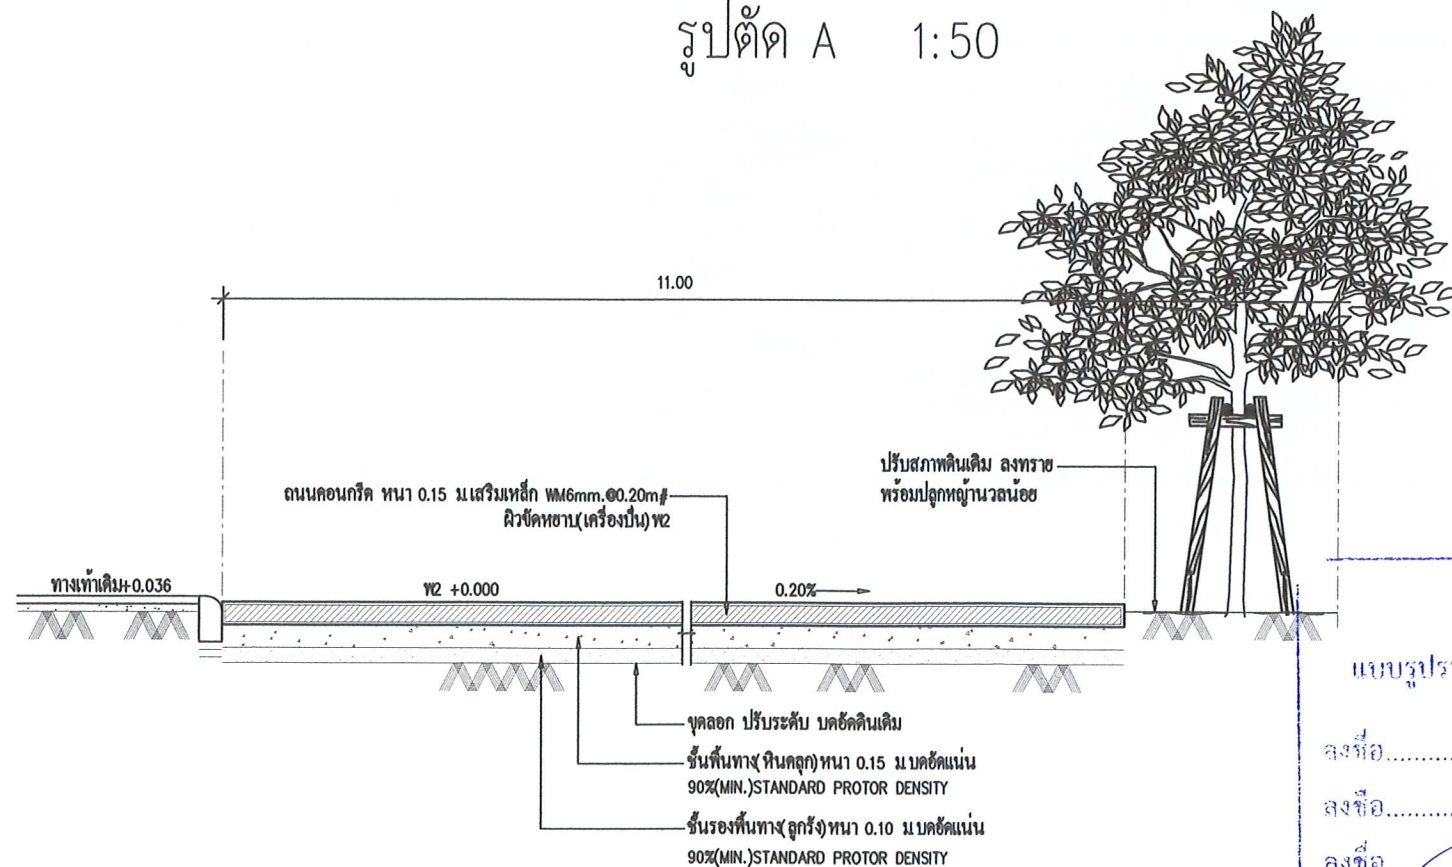 รูปตัด A 1:50
11.00
ปรับสภาพดินเดิม ลงทราย
พร้อมปลูกหญ้านวลน้อย
ถนนคอนกรีต หนา 0.15 ม.เสริมเหล็ก WM6mm.@0.20m#
ผิวขัดหยาบ(เครื่องปั่น)พ2
ทางเท้าเดิม+0.036
พ2 +0.000
0.20%
ขุดลอก ปรับระดับ บดอัดดินเดิม
ชั้นพื้นทาง(หินคลุก)หนา 0.15 ม.บดอัดแน่น
90%(MIN.)STANDARD PROTOR DENSITY
ชั้นรองพื้นทาง(ลูกรัง)หนา 0.10 ม.บดอัดแน่น
90%(MIN.)STANDARD PROTOR DENSITY
ลงชื่อ..........
ลงชื่อ..........
ลงชื่อ